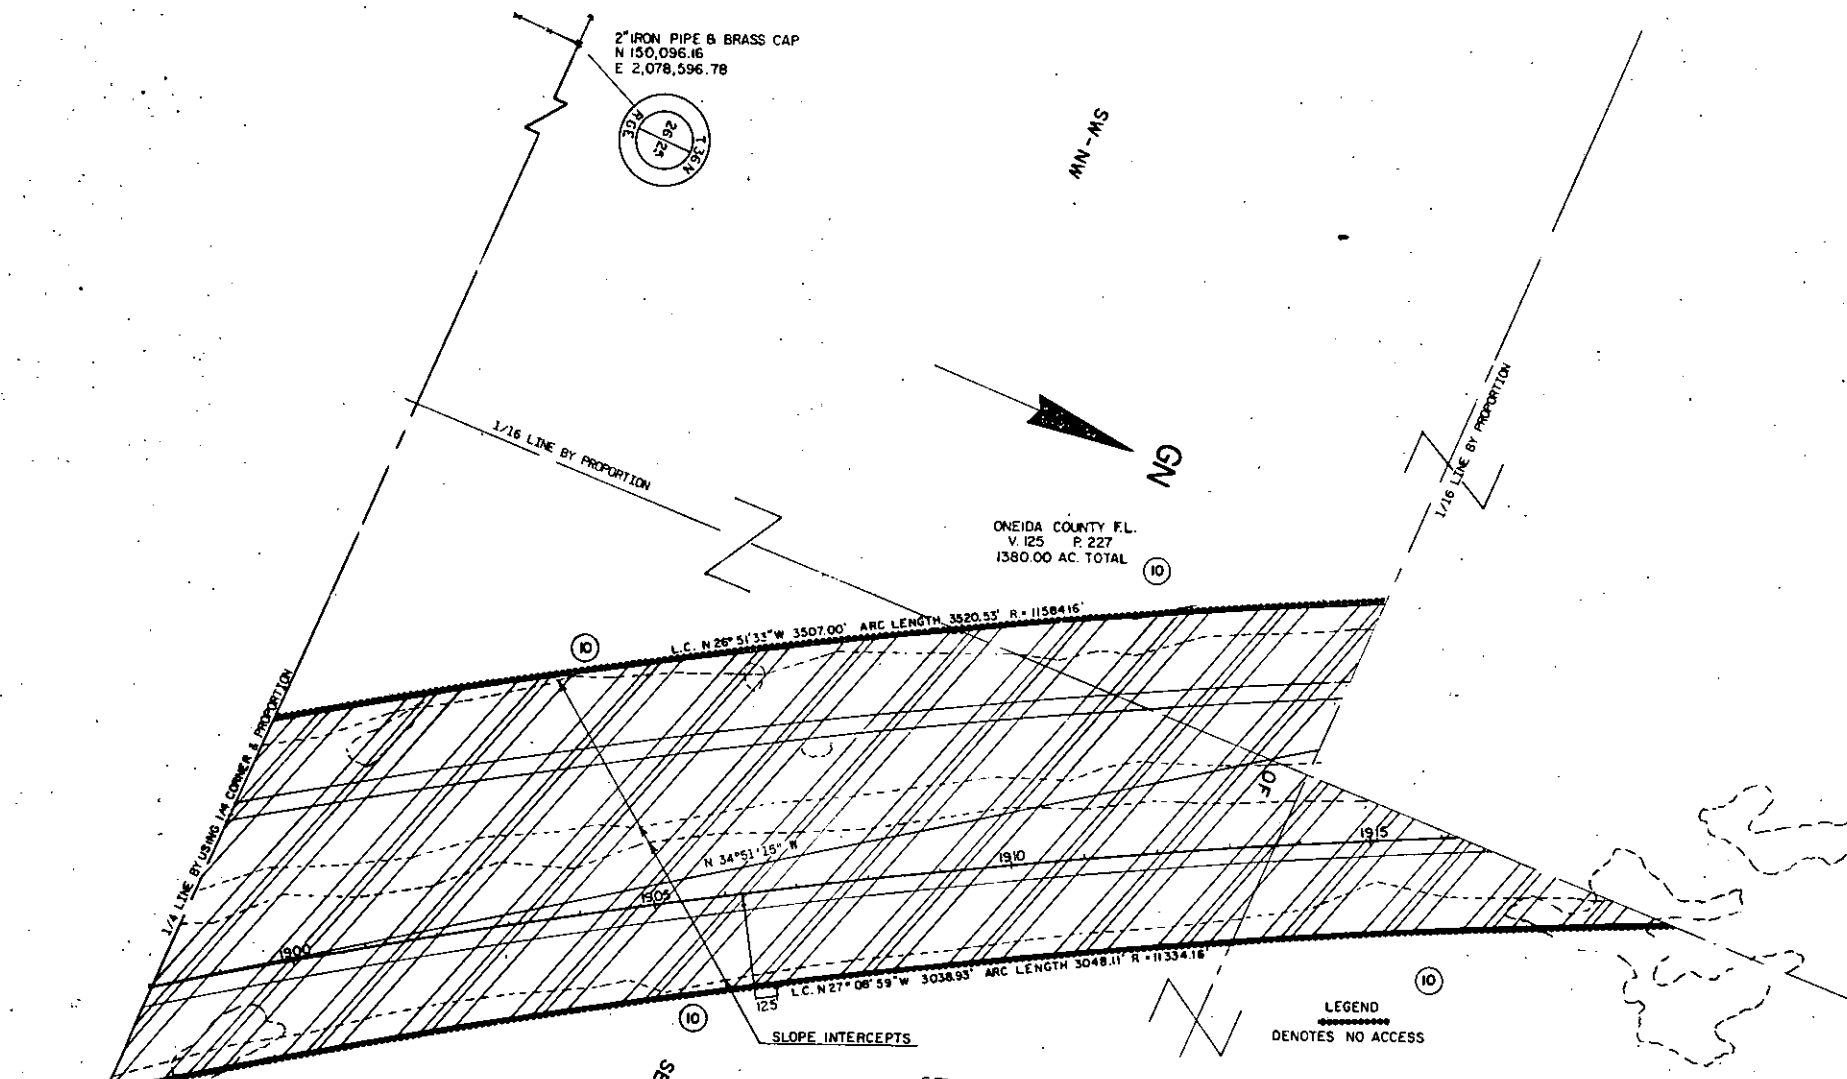 2" IRON PIPE & BRASS CAP
N 150,096.16
E 2,078,596.78
T.36N
R6E
26 25
SW-NW
1/16 LINE BY PROPORTION
GN
1/16 LINE BY PROPORTION
ONEIDA COUNTY F.L.
V. 125 P. 227
1380.00 AC. TOTAL
10
10
L.C. N 26° 51' 33" W 3507.00' ARC LENGTH 3520.53' R = 11584.16'
1/4 LINE BY USING 1/4 CORNER & PROPORTION
OF
N 34° 51' 15" W
1900
1905
1910
1915
L.C. N 27° 08' 59" W 3038.93' ARC LENGTH 3048.11' R = 11334.16'
125
10
10
SLOPE INTERCEPTS
LEGEND
DENOTES NO ACCESS